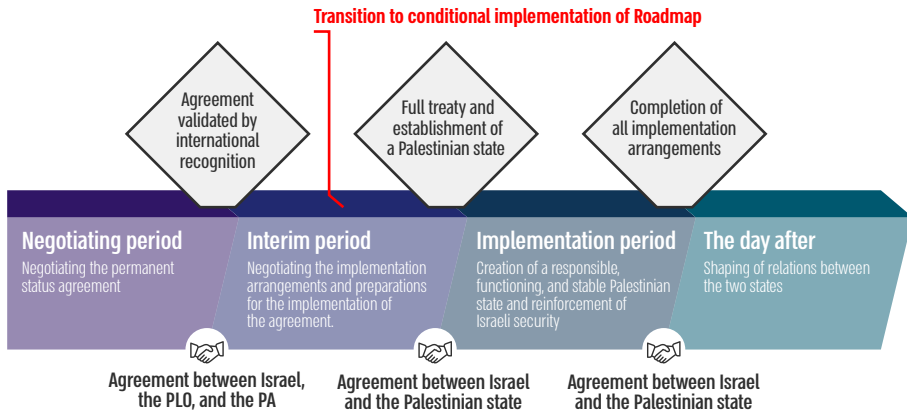 Transition to conditional implementation of Roadmap
Agreement
validated by
international
recognition
Full treaty and
establishment of
a Palestinian state
Completion of
all implementation
arrangements
Negotiating period
Negotiating the permanent
status agreement
Interim period
Negotiating the implementation
arrangements and preparations
for the implementation of
the agreement.
Implementation period
Creation of a responsible,
functioning, and stable Palestinian
state and reinforcement of
Israeli security
The day after
Shaping of relations between
the two states
Agreement between Israel,
the PLO, and the PA
Agreement between Israel
and the Palestinian state
Agreement between Israel
and the Palestinian state